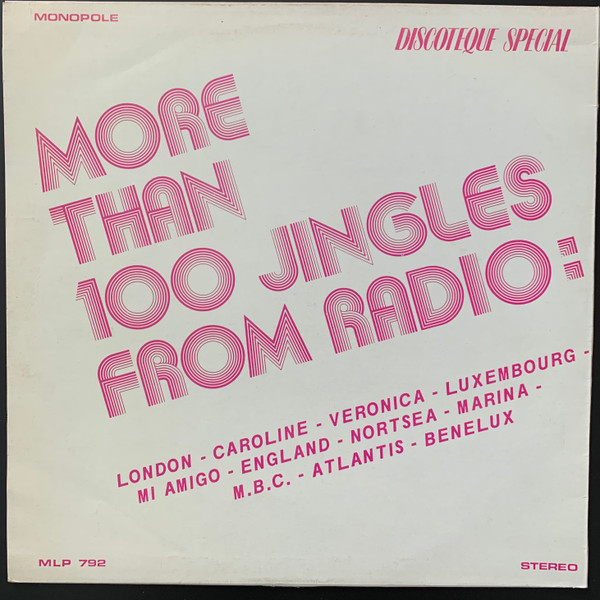 MONOPOLE
DISCOTEQUE SPECIAL
MORE
THAN
100 JINGLES
FROM RADIO:
LONDON - CAROLINE - VERONICA - LUXEMBOURG -
MI AMIGO - ENGLAND - NORTSEA - MARINA -
M.B.C. - ATLANTIS - BENELUX
MLP 792
STEREO